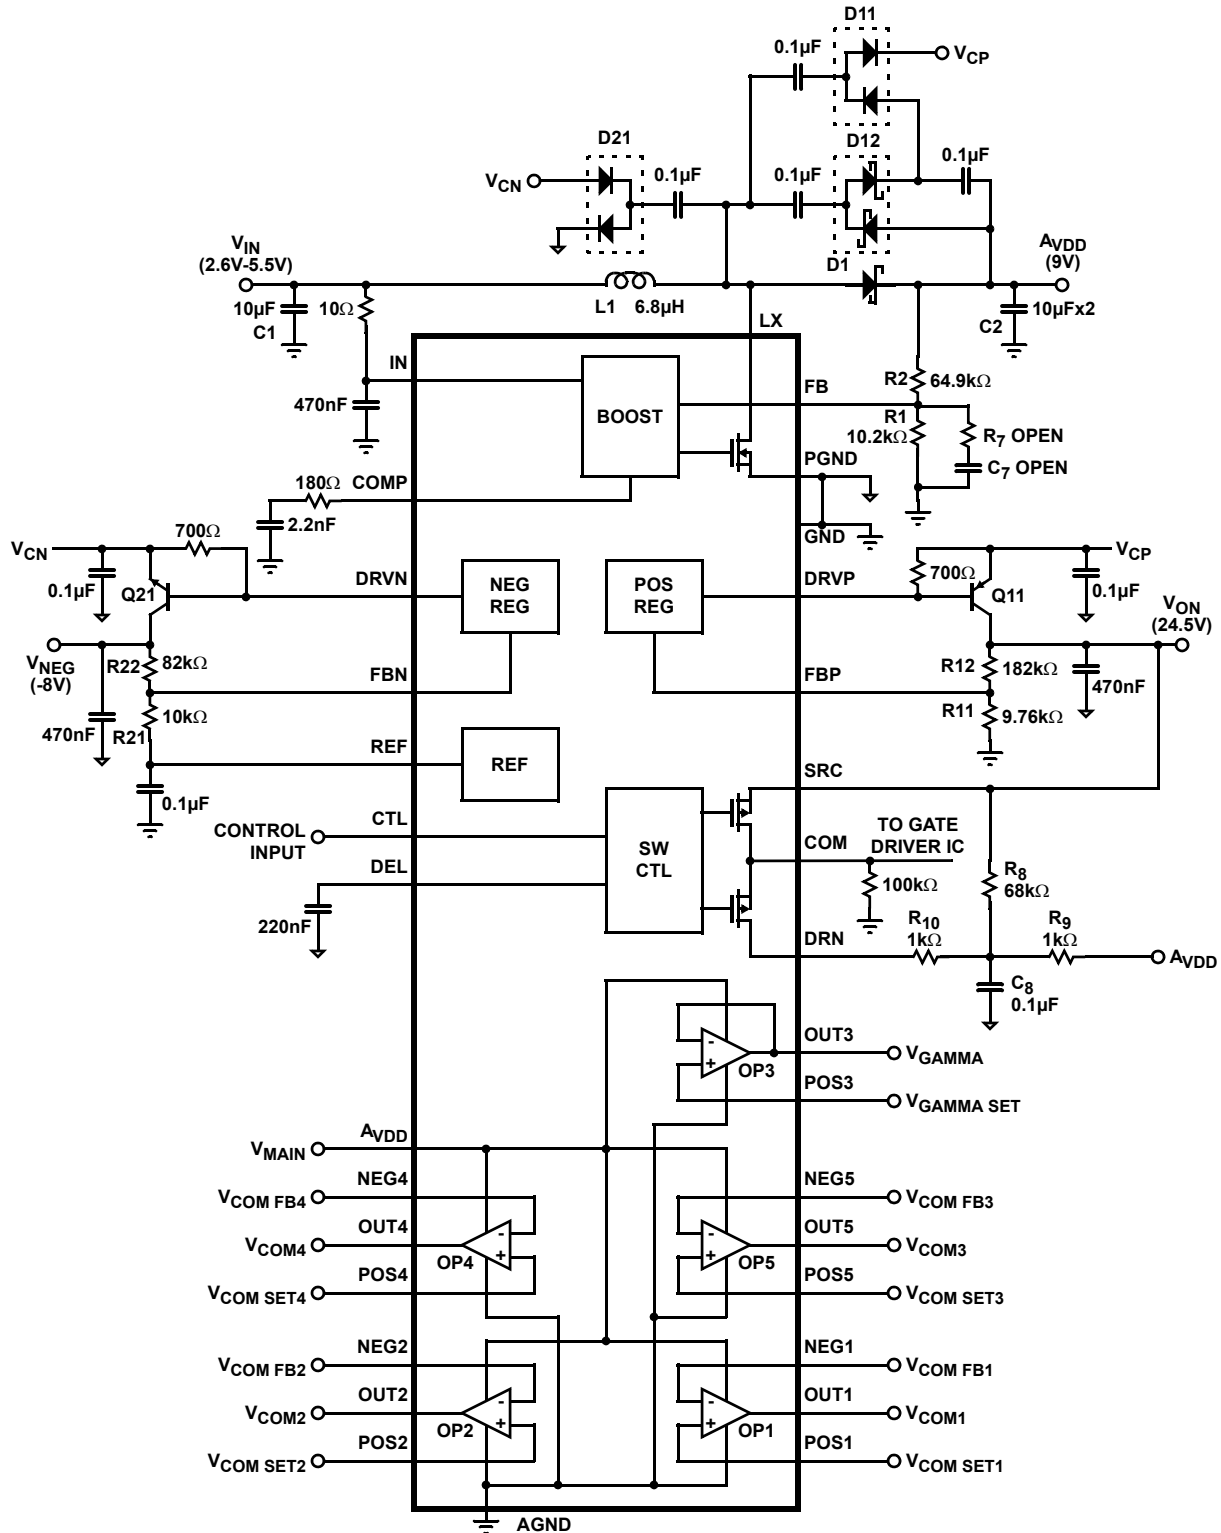 D11
0.1µF
VCP
D21
D12
0.1µF
VCN
0.1µF
0.1µF
VIN
(2.6V-5.5V)
D1
AVDD
(9V)
10µF
C1
10Ω
L1 6.8µH
LX
C2
10µFx2
IN
470nF
BOOST
FB
R2
64.9kΩ
R1
10.2kΩ
R7 OPEN
C7 OPEN
PGND
180Ω
COMP
2.2nF
GND
VCN
700Ω
0.1µF
Q21
DRVN
NEG
REG
POS
REG
DRVP
700Ω
Q11
VCP
0.1µF
VON
(24.5V)
VNEG
(-8V)
R22
82kΩ
FBN
FBP
R12
182kΩ
470nF
470nF
R21
10kΩ
R11
9.76kΩ
REF
REF
0.1µF
SRC
CONTROL
INPUT
CTL
SW
CTL
COM
TO GATE
DRIVER IC
DEL
220nF
100kΩ
R8
68kΩ
DRN
R10
1kΩ
R9
1kΩ
AVDD
C8
0.1µF
-
+
OP3
OUT3
VGAMMA
POS3
VGAMMA SET
VMAIN
AVDD
VCOM FB4
NEG4
NEG5
VCOM FB3
VCOM4
OUT4
-
+
OP4
-
+
OP5
OUT5
VCOM3
VCOM SET4
POS4
POS5
VCOM SET3
VCOM FB2
NEG2
NEG1
VCOM FB1
VCOM2
OUT2
-
+
OP2
-
+
OP1
OUT1
VCOM1
VCOM SET2
POS2
POS1
VCOM SET1
AGND